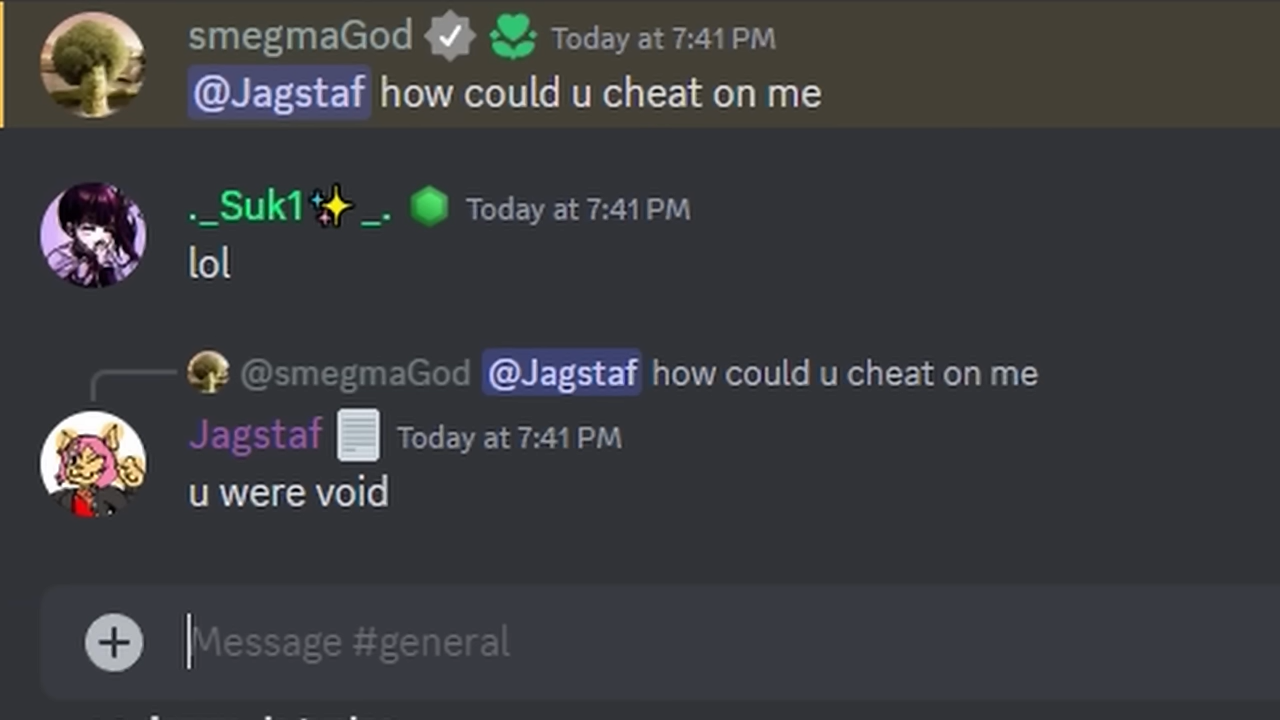 smegmaGod Today at 7:41 PM
@Jagstaf how could u cheat on me
._Suk1✨_. Today at 7:41 PM
lol
@smegmaGod @Jagstaf how could u cheat on me
Jagstaf Today at 7:41 PM
u were void
Message #general